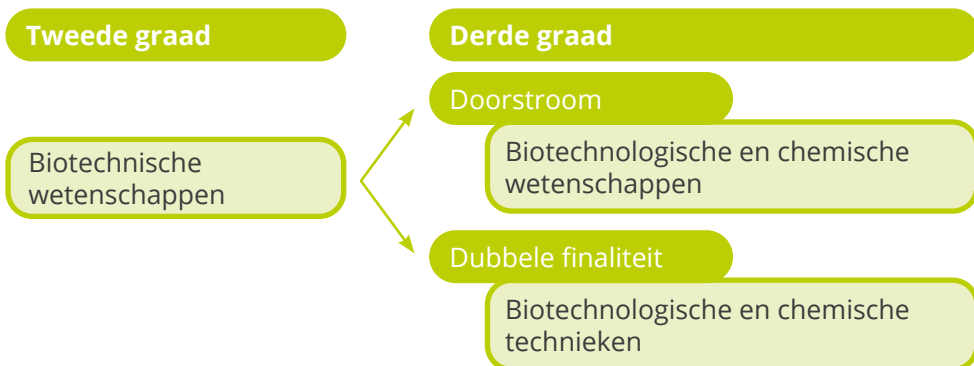 Tweede graad
Derde graad
Doorstroom
Biotechnische
wetenschappen
Biotechnologische en chemische
wetenschappen
Dubbele finaliteit
Biotechnologische en chemische
technieken